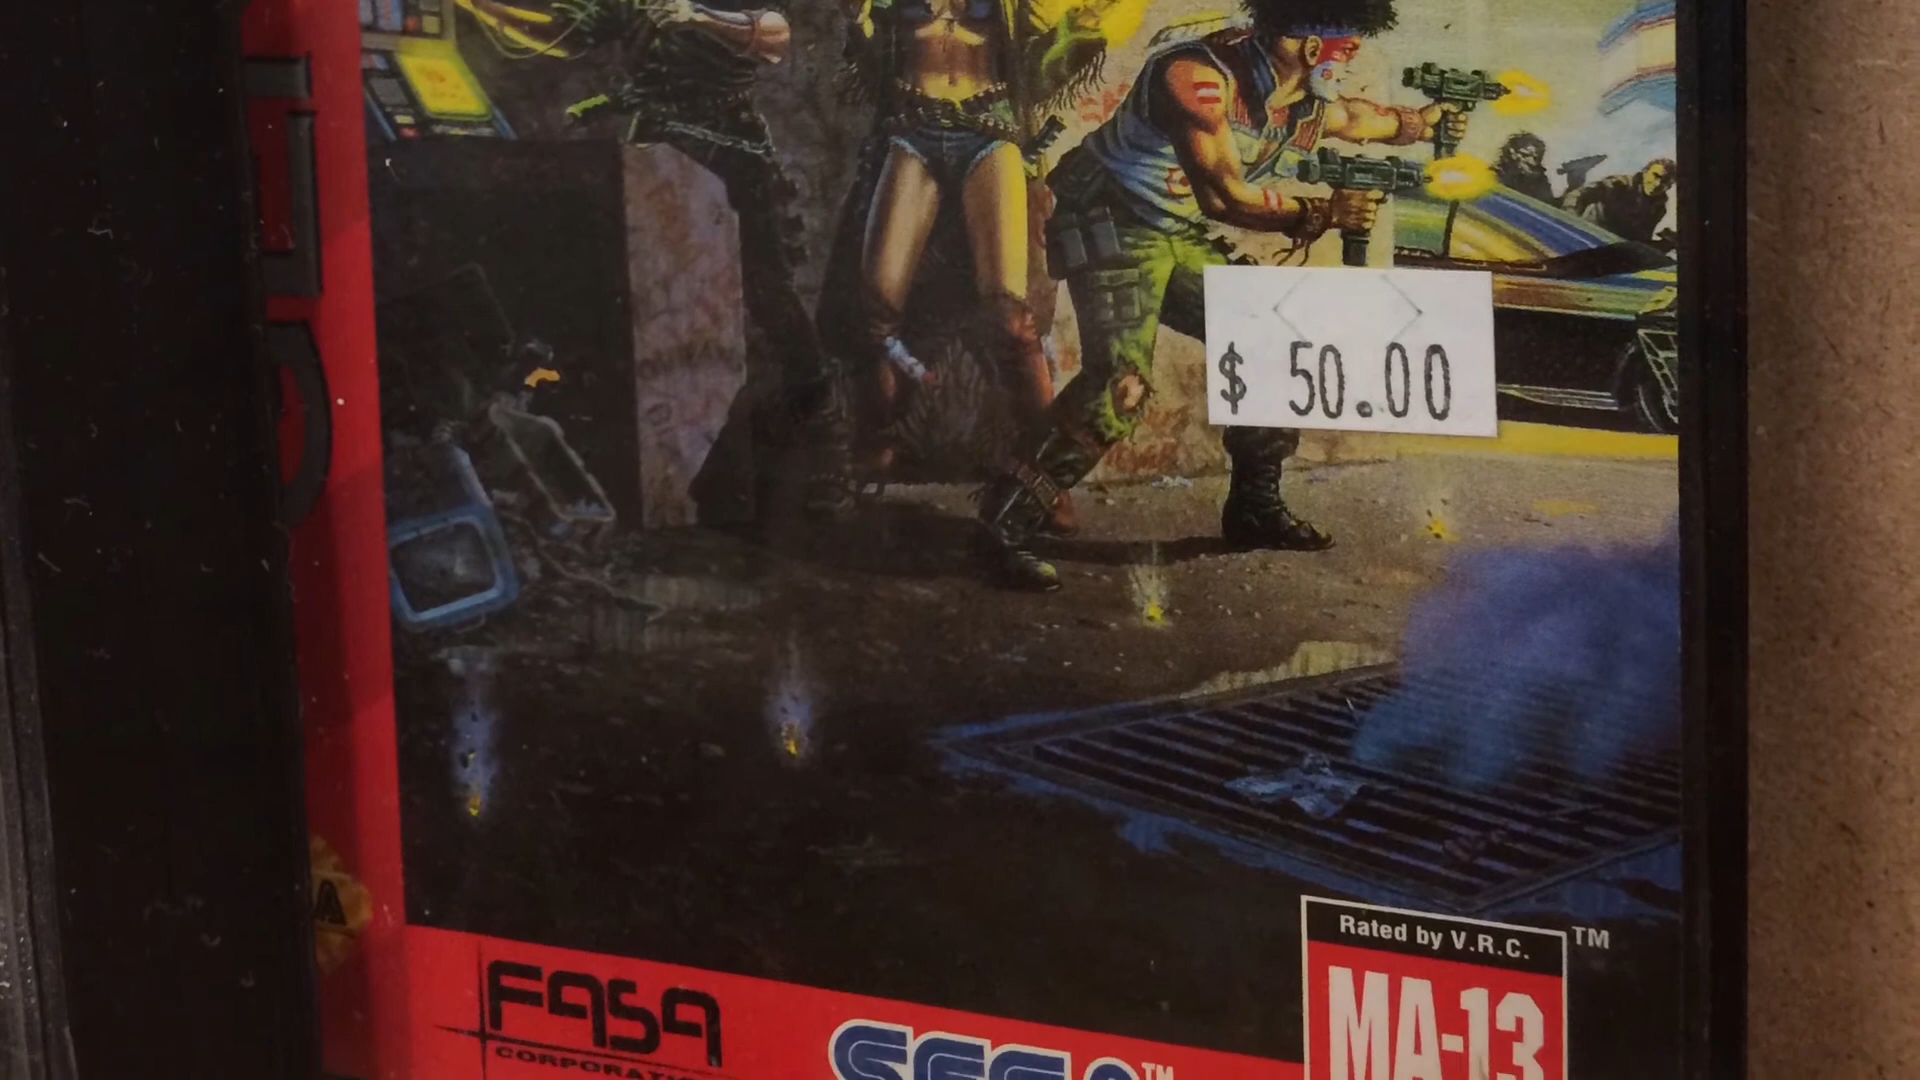 $ 50.00
Rated by V.R.C.
TM
MA-13
FASA
CORPORATI
SEGA
TM